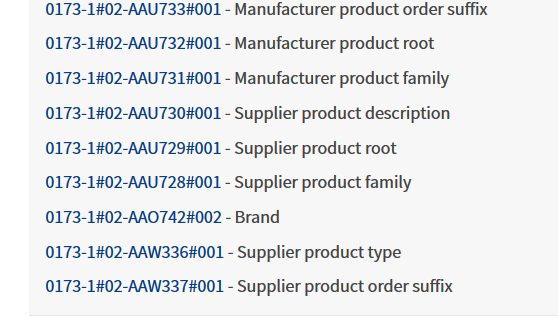 0173-1#02-AAU733#001 - Manufacturer product order suffix
0173-1#02-AAU732#001 - Manufacturer product root
0173-1#02-AAU731#001 - Manufacturer product family
0173-1#02-AAU730#001 - Supplier product description
0173-1#02-AAU729#001 - Supplier product root
0173-1#02-AAU728#001 - Supplier product family
0173-1#02-AAO742#002 - Brand
0173-1#02-AAW336#001 - Supplier product type
0173-1#02-AAW337#001 - Supplier product order suffix